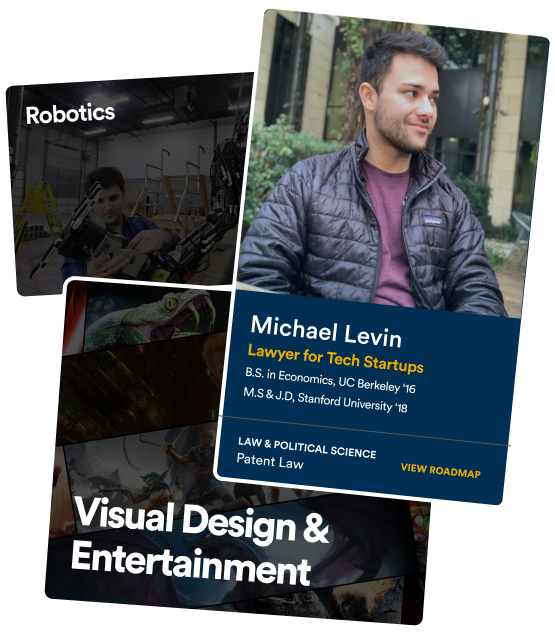 Robotics
Michael Levin
Lawyer for Tech Startups
B.S. in Economics, UC Berkeley ‘16
M.S & J.D, Stanford University ‘18
LAW & POLITICAL SCIENCE
Patent Law
VIEW ROADMAP
Visual Design &
Entertainment